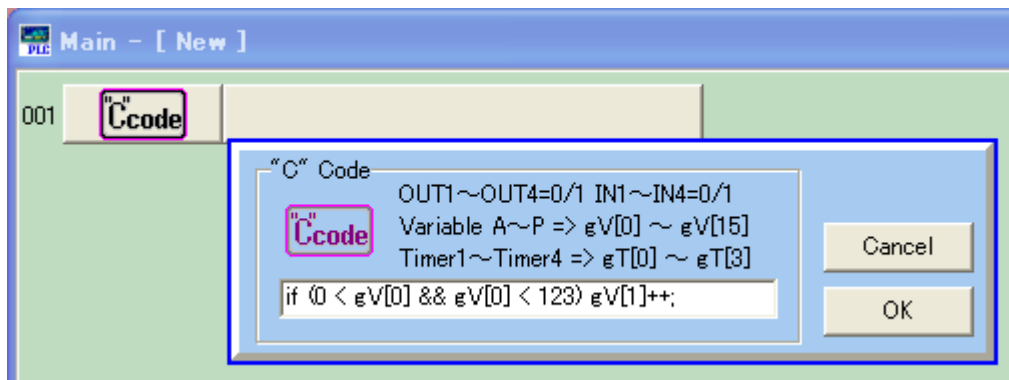 PLC Main - [ New ]
001 "C"code
"C" Code
OUT1～OUT4=0/1 IN1～IN4=0/1
"C"code
Variable A～P => gV[0] ～ gV[15]
Timer1～Timer4 => gT[0] ～ gT[3]
if (0 < gV[0] && gV[0] < 123) gV[1]++;
Cancel
OK